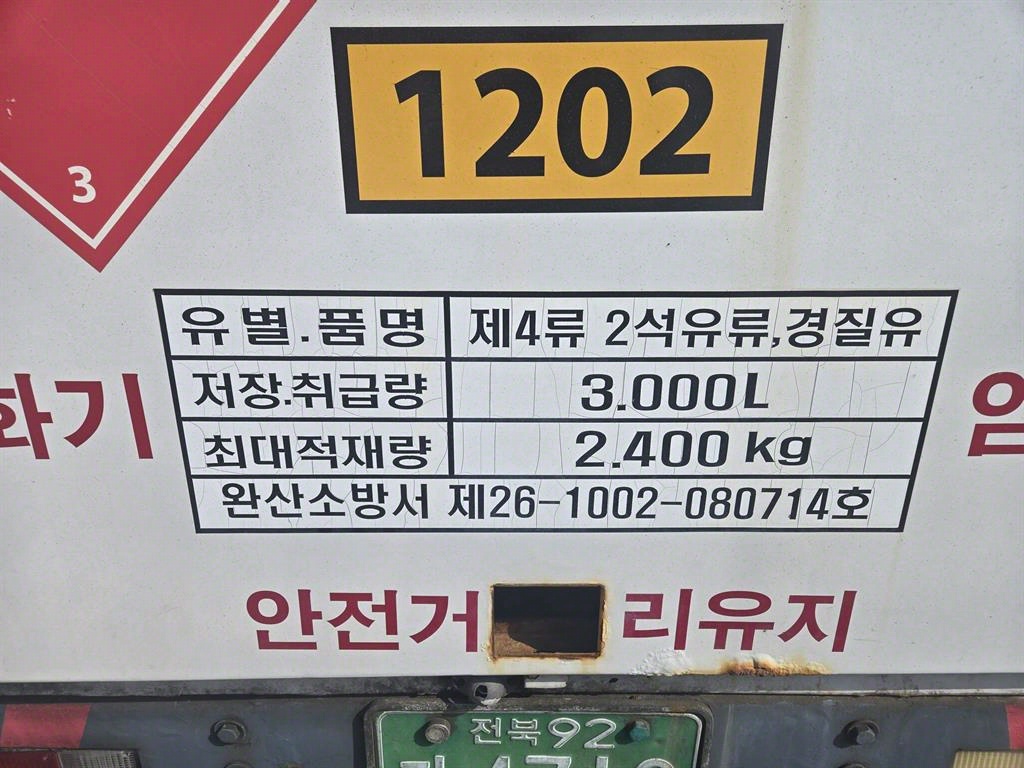 1202
3
유별.품명 제4류 2석유류,경질유
저장.취급량 3.000L
화기
최대적재량 2.400 kg
완산소방서 제26-1002-080714호
안전거 리유지
전북92